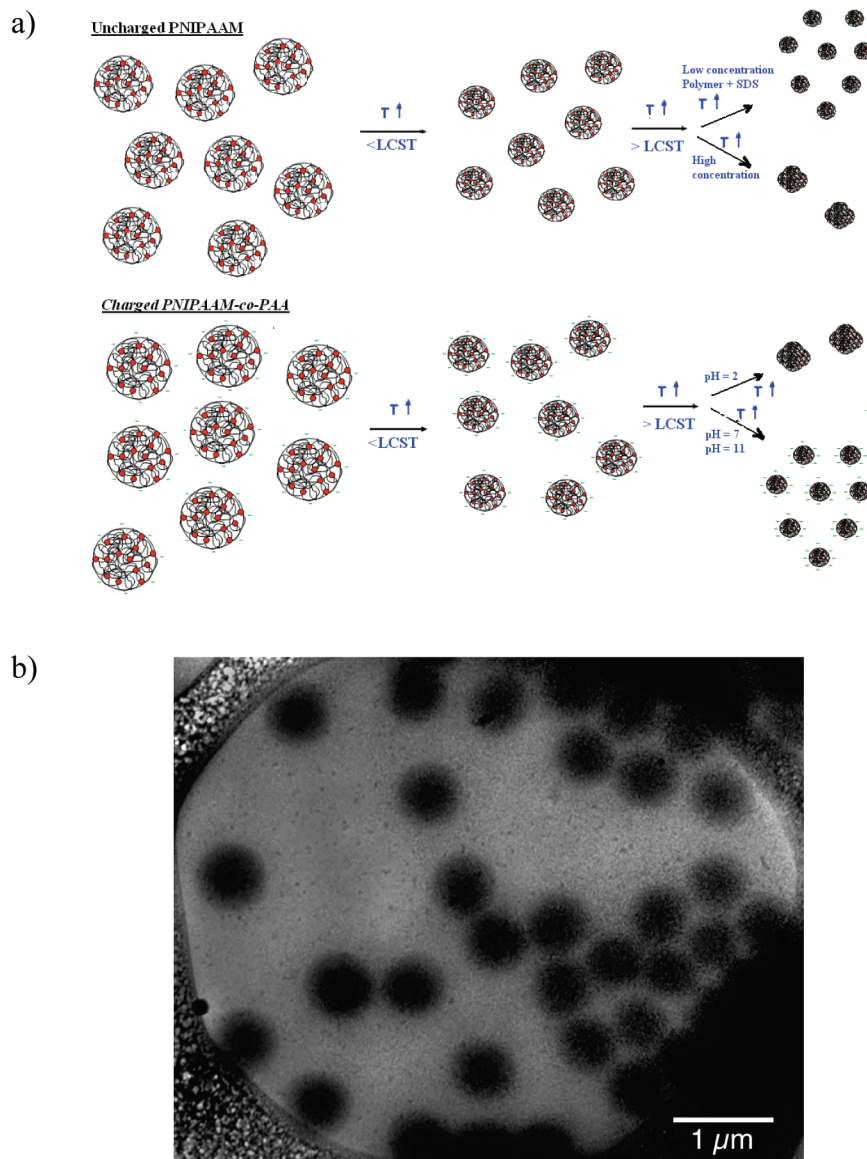 a)
Uncharged PNIPAAM
T
<LCST
T
> LCST
Low concentration
Polymer + SDS
T
T
High
concentration
Charged PNIPAAM-co-PAA
T
<LCST
T
> LCST
pH = 2
T
T
pH = 7
pH = 11
b)
1 µm